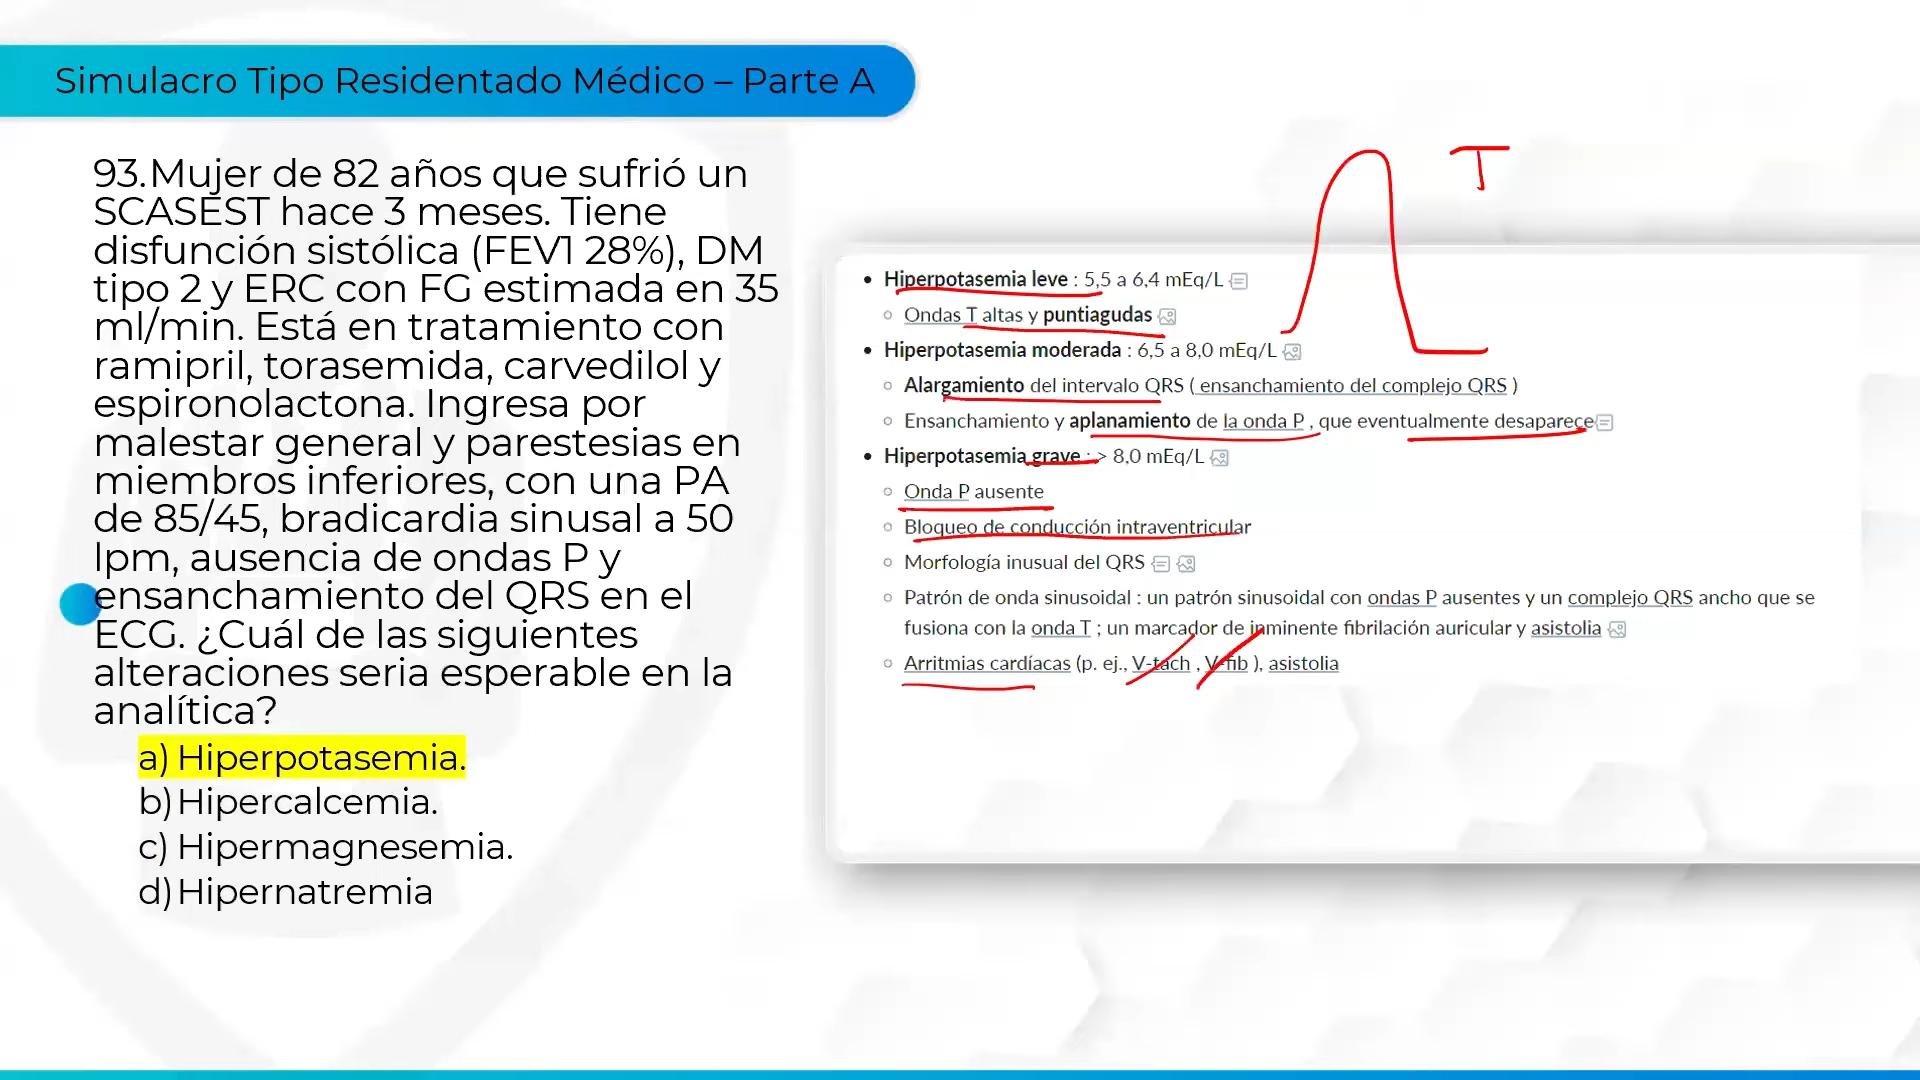 Simulacro Tipo Residentado Médico – Parte A
93.Mujer de 82 años que sufrió un
SCASEST hace 3 meses. Tiene
disfunción sistólica (FEV1 28%), DM
tipo 2 y ERC con FG estimada en 35
ml/min. Está en tratamiento con
ramipril, torasemida, carvedilol y
espironolactona. Ingresa por
malestar general y parestesias en
miembros inferiores, con una PA
de 85/45, bradicardia sinusal a 50
lpm, ausencia de ondas P y
ensanchamiento del QRS en el
ECG. ¿Cuál de las siguientes
alteraciones seria esperable en la
analítica?
a) Hiperpotasemia.
b) Hipercalcemia.
c) Hipermagnesemia.
d) Hipernatremia
T
• Hiperpotasemia leve : 5,5 a 6,4 mEq/L
○ Ondas T altas y puntiagudas
• Hiperpotasemia moderada : 6,5 a 8,0 mEq/L
○ Alargamiento del intervalo QRS ( ensanchamiento del complejo QRS )
○ Ensanchamiento y aplanamiento de la onda P , que eventualmente desaparece
• Hiperpotasemia grave : > 8,0 mEq/L
○ Onda P ausente
○ Bloqueo de conducción intraventricular
○ Morfología inusual del QRS
○ Patrón de onda sinusoidal : un patrón sinusoidal con ondas P ausentes y un complejo QRS ancho que se
fusiona con la onda T ; un marcador de inminente fibrilación auricular y asistolia
○ Arritmias cardíacas (p. ej., V-tach , V-fib ), asistolia